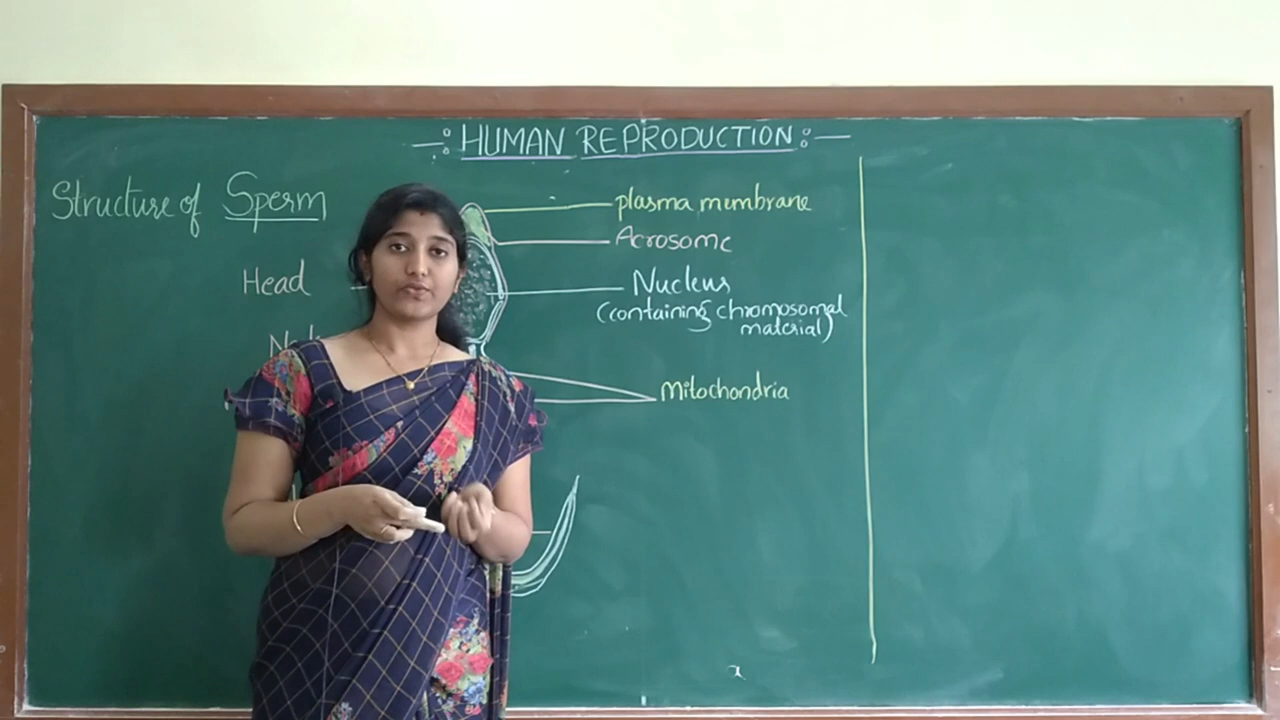 HUMAN REPRODUCTION
Structure of Sperm
plasma membrane
Acrosome
Head
Nucleus
(containing chromosomal
material)
Mitochondria